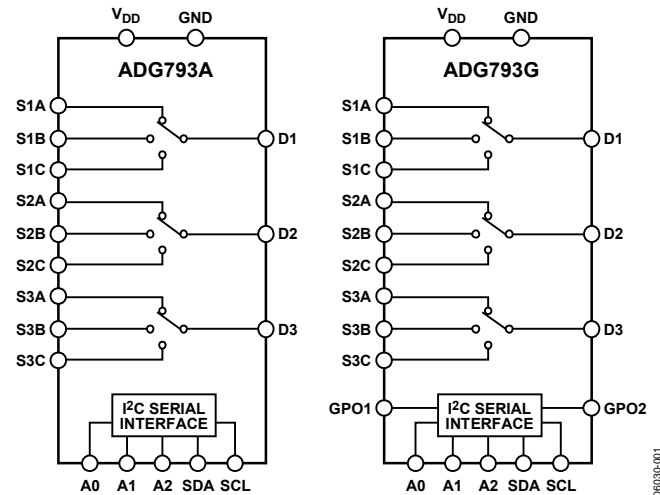 VDD GND
ADG793A
S1A
S1B
S1C
S2A
S2B
S2C
S3A
S3B
S3C
D1
D2
D3
I2C SERIAL
INTERFACE
A0 A1 A2 SDA SCL
VDD GND
ADG793G
S1A
S1B
S1C
S2A
S2B
S2C
S3A
S3B
S3C
D1
D2
D3
GPO1
I2C SERIAL
INTERFACE
GPO2
A0 A1 A2 SDA SCL
06030-001